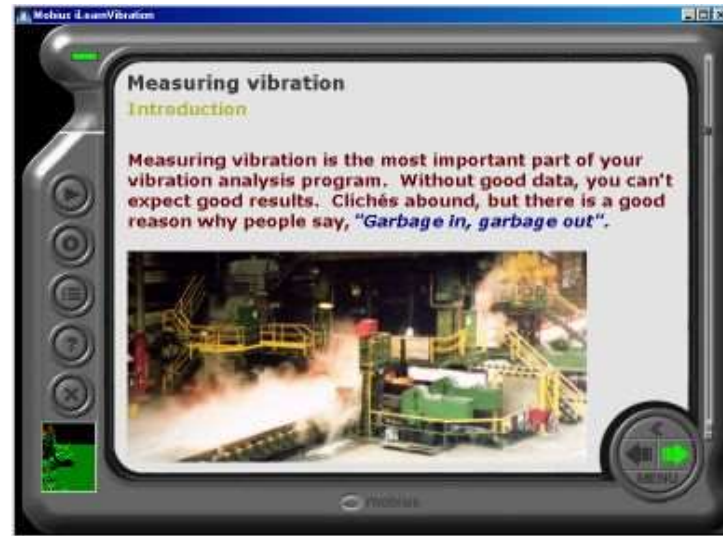 Mobius iLearnVibration
Measuring vibration
Introduction
Measuring vibration is the most important part of your
vibration analysis program. Without good data, you can't
expect good results. Clichés abound, but there is a good
reason why people say, "Garbage in, garbage out".
MENU
mobius